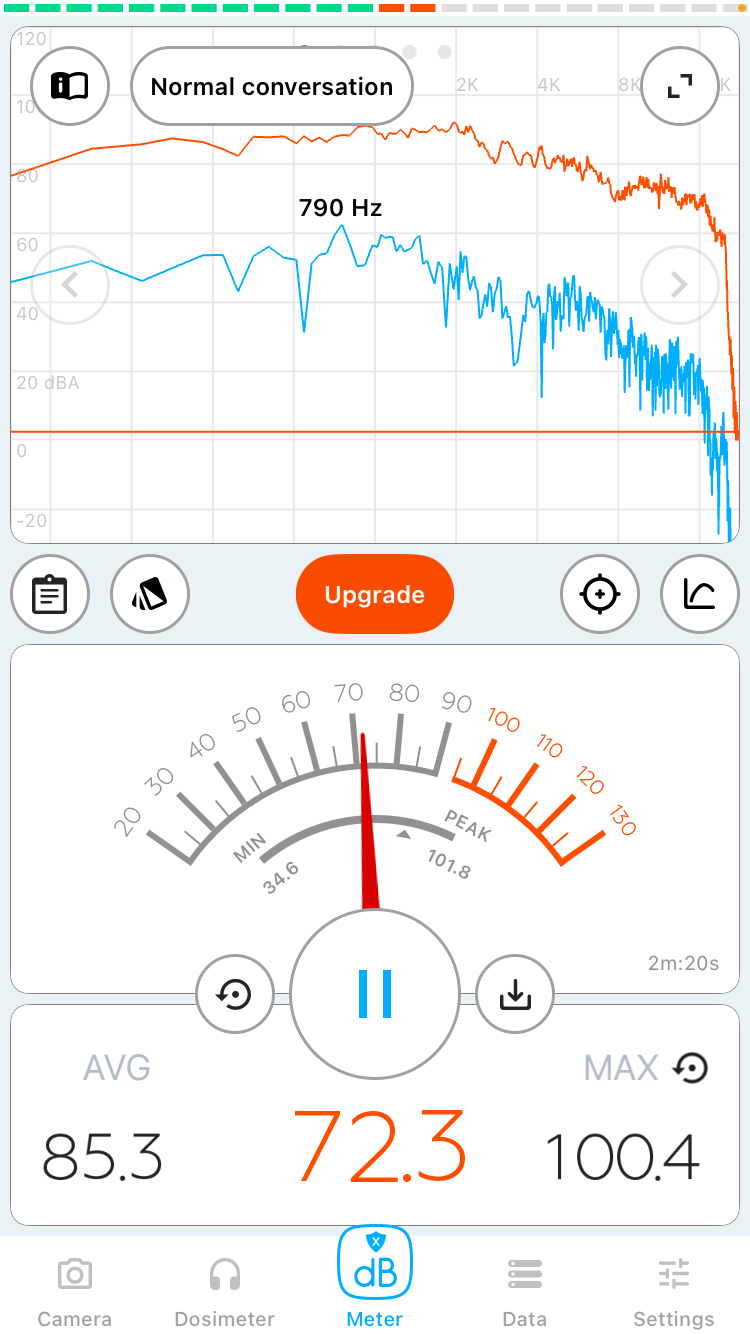 120
Normal conversation
2K 4K 8K K
10
80
790 Hz
60
40
20 dBA
0
-20
Upgrade
20 30 40 50 60 70 80 90 100 110 120 130
MIN PEAK
34.6 101.8
2m:20s
AVG MAX
85.3 72.3 100.4
X
dB
Camera Dosimeter Meter Data Settings